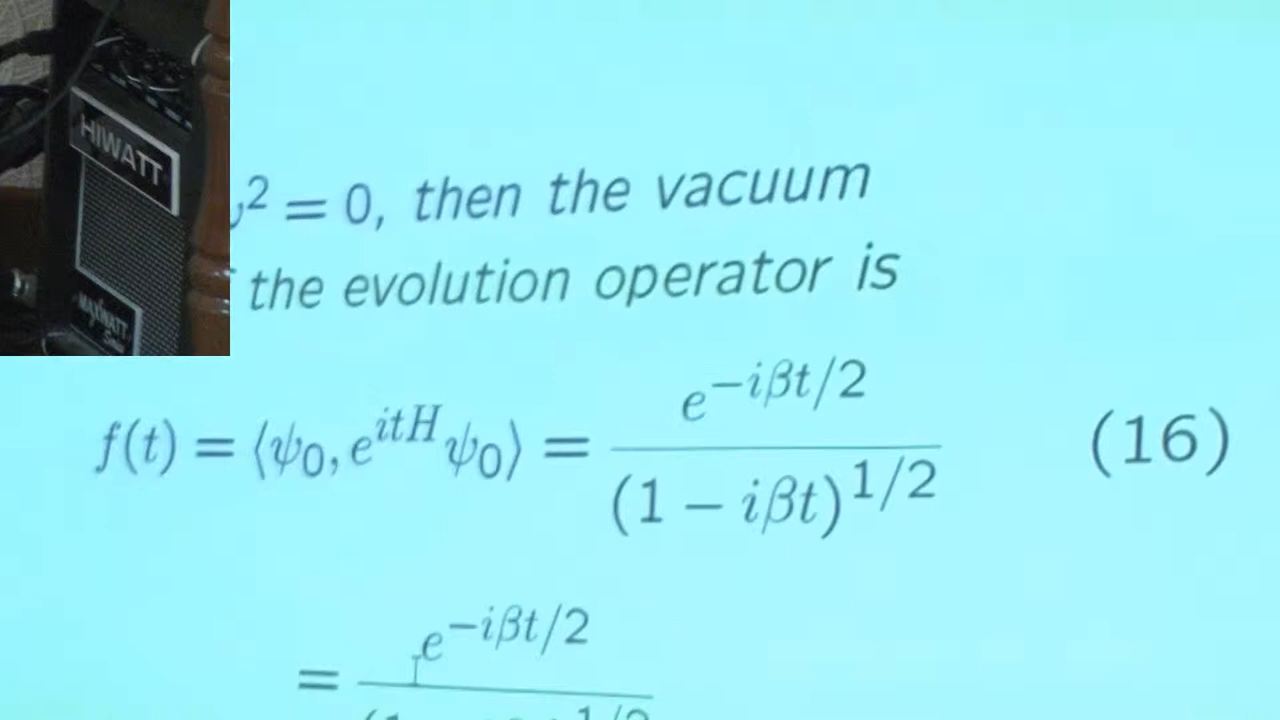 HIWATT
MAXWATT
² = 0, then the vacuum
the evolution operator is
f(t) = ⟨ψ₀, e^{itH} ψ₀⟩ = e^{−iβt/2} / (1 − iβt)^{1/2} (16)
= e^{−iβt/2}